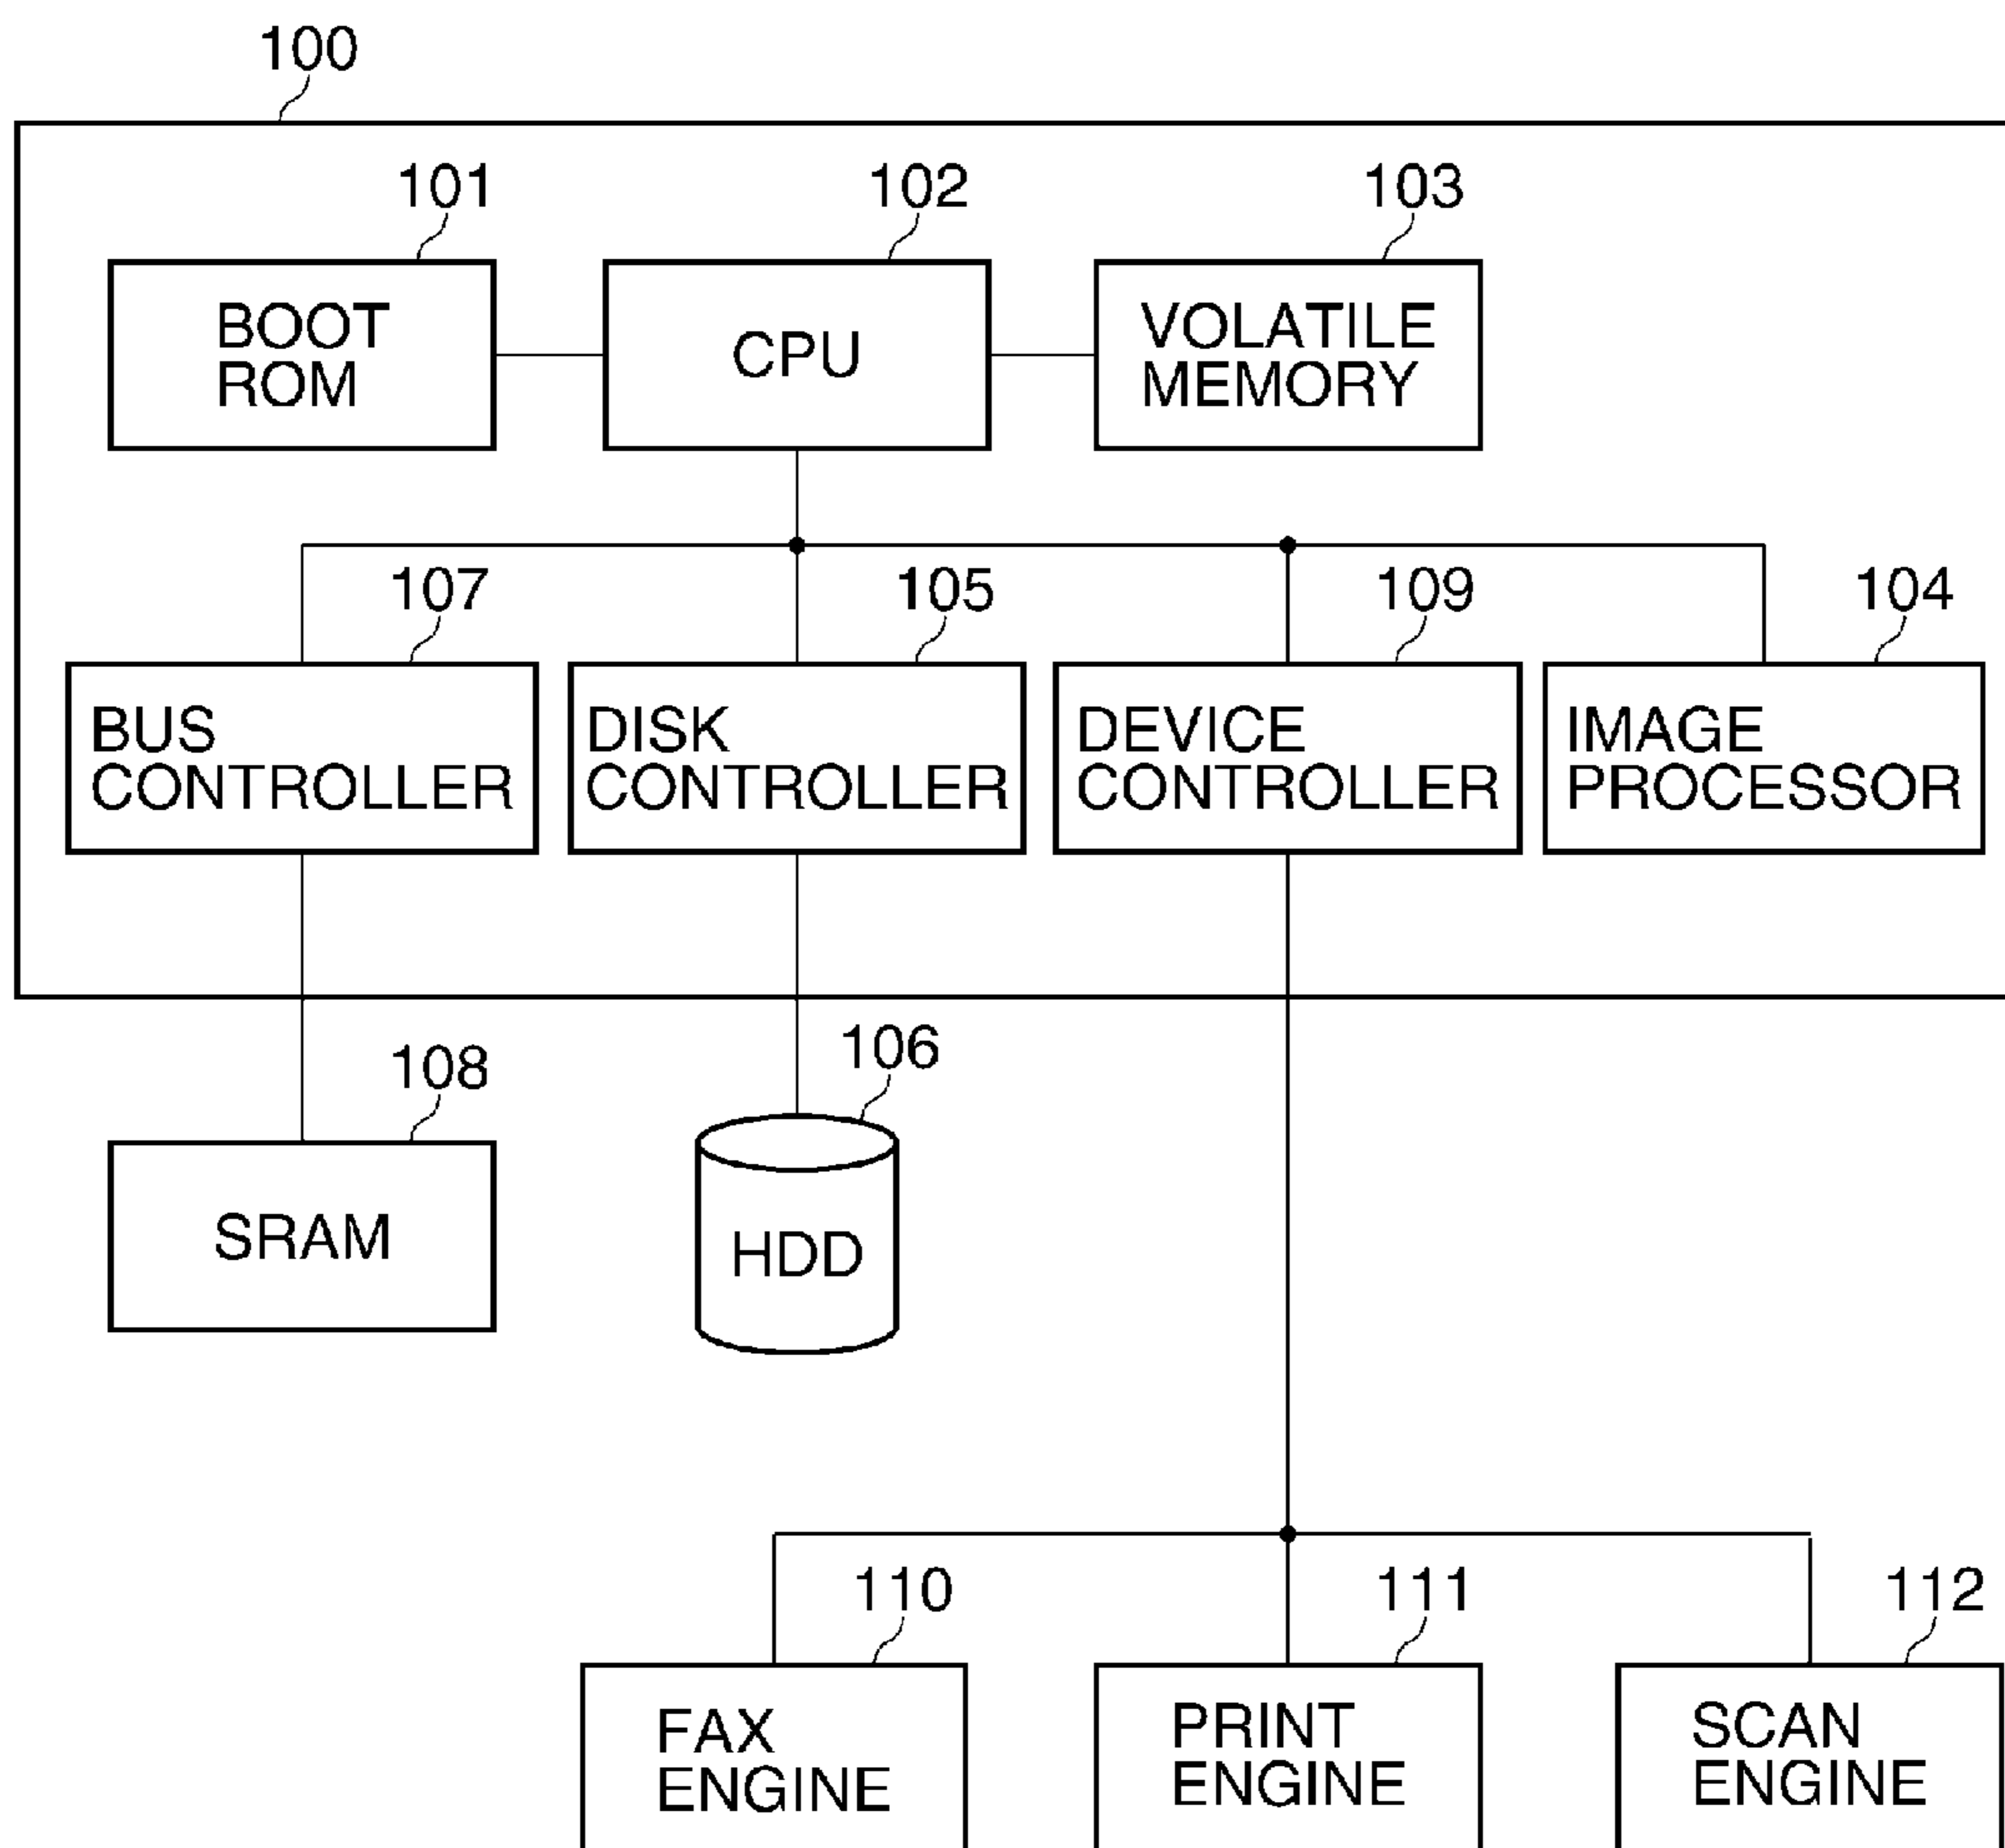 100
101
102
103
BOOT
ROM
CPU
VOLATILE
MEMORY
107
105
109
104
BUS
CONTROLLER
DISK
CONTROLLER
DEVICE
CONTROLLER
IMAGE
PROCESSOR
108
106
SRAM
HDD
110
111
112
FAX
ENGINE
PRINT
ENGINE
SCAN
ENGINE